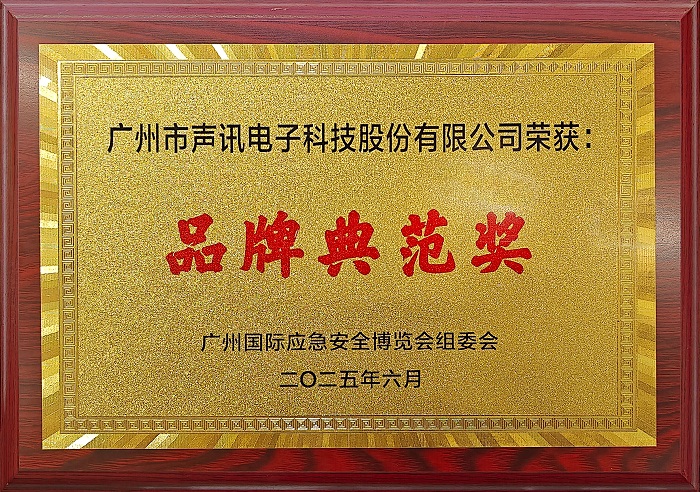 广州市声讯电子科技股份有限公司荣获：
品牌典范奖
广州国际应急安全博览会组委会
二〇二五年六月